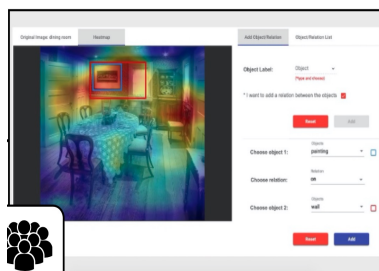 Original Image: dining room
Heatmap
Add Object/Relation
Object/Relation List
Object Label:
Object
* I want to add a relation between the objects
Reset
Add
Choose object 1:
Objects
painting
Choose relation:
Relation
on
Choose object 2:
Objects
wall
Reset
Add